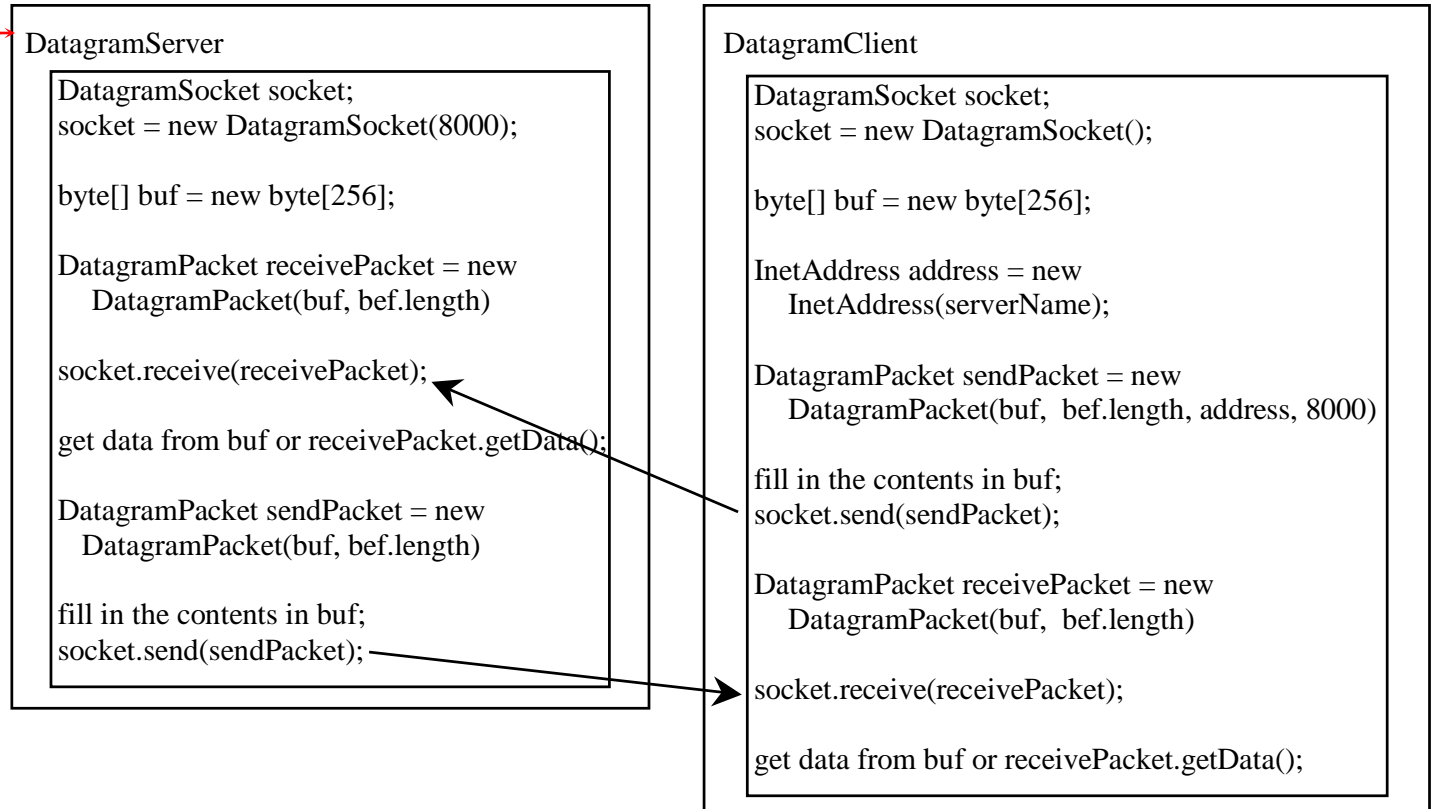 DatagramServer
DatagramSocket socket;
socket = new DatagramSocket(8000);
byte[] buf = new byte[256];
DatagramPacket receivePacket = new
DatagramPacket(buf, bef.length)
socket.receive(receivePacket);
get data from buf or receivePacket.getData();
DatagramPacket sendPacket = new
DatagramPacket(buf, bef.length)
fill in the contents in buf;
socket.send(sendPacket);
DatagramClient
DatagramSocket socket;
socket = new DatagramSocket();
byte[] buf = new byte[256];
InetAddress address = new
InetAddress(serverName);
DatagramPacket sendPacket = new
DatagramPacket(buf, bef.length, address, 8000)
fill in the contents in buf;
socket.send(sendPacket);
DatagramPacket receivePacket = new
DatagramPacket(buf, bef.length)
socket.receive(receivePacket);
get data from buf or receivePacket.getData();